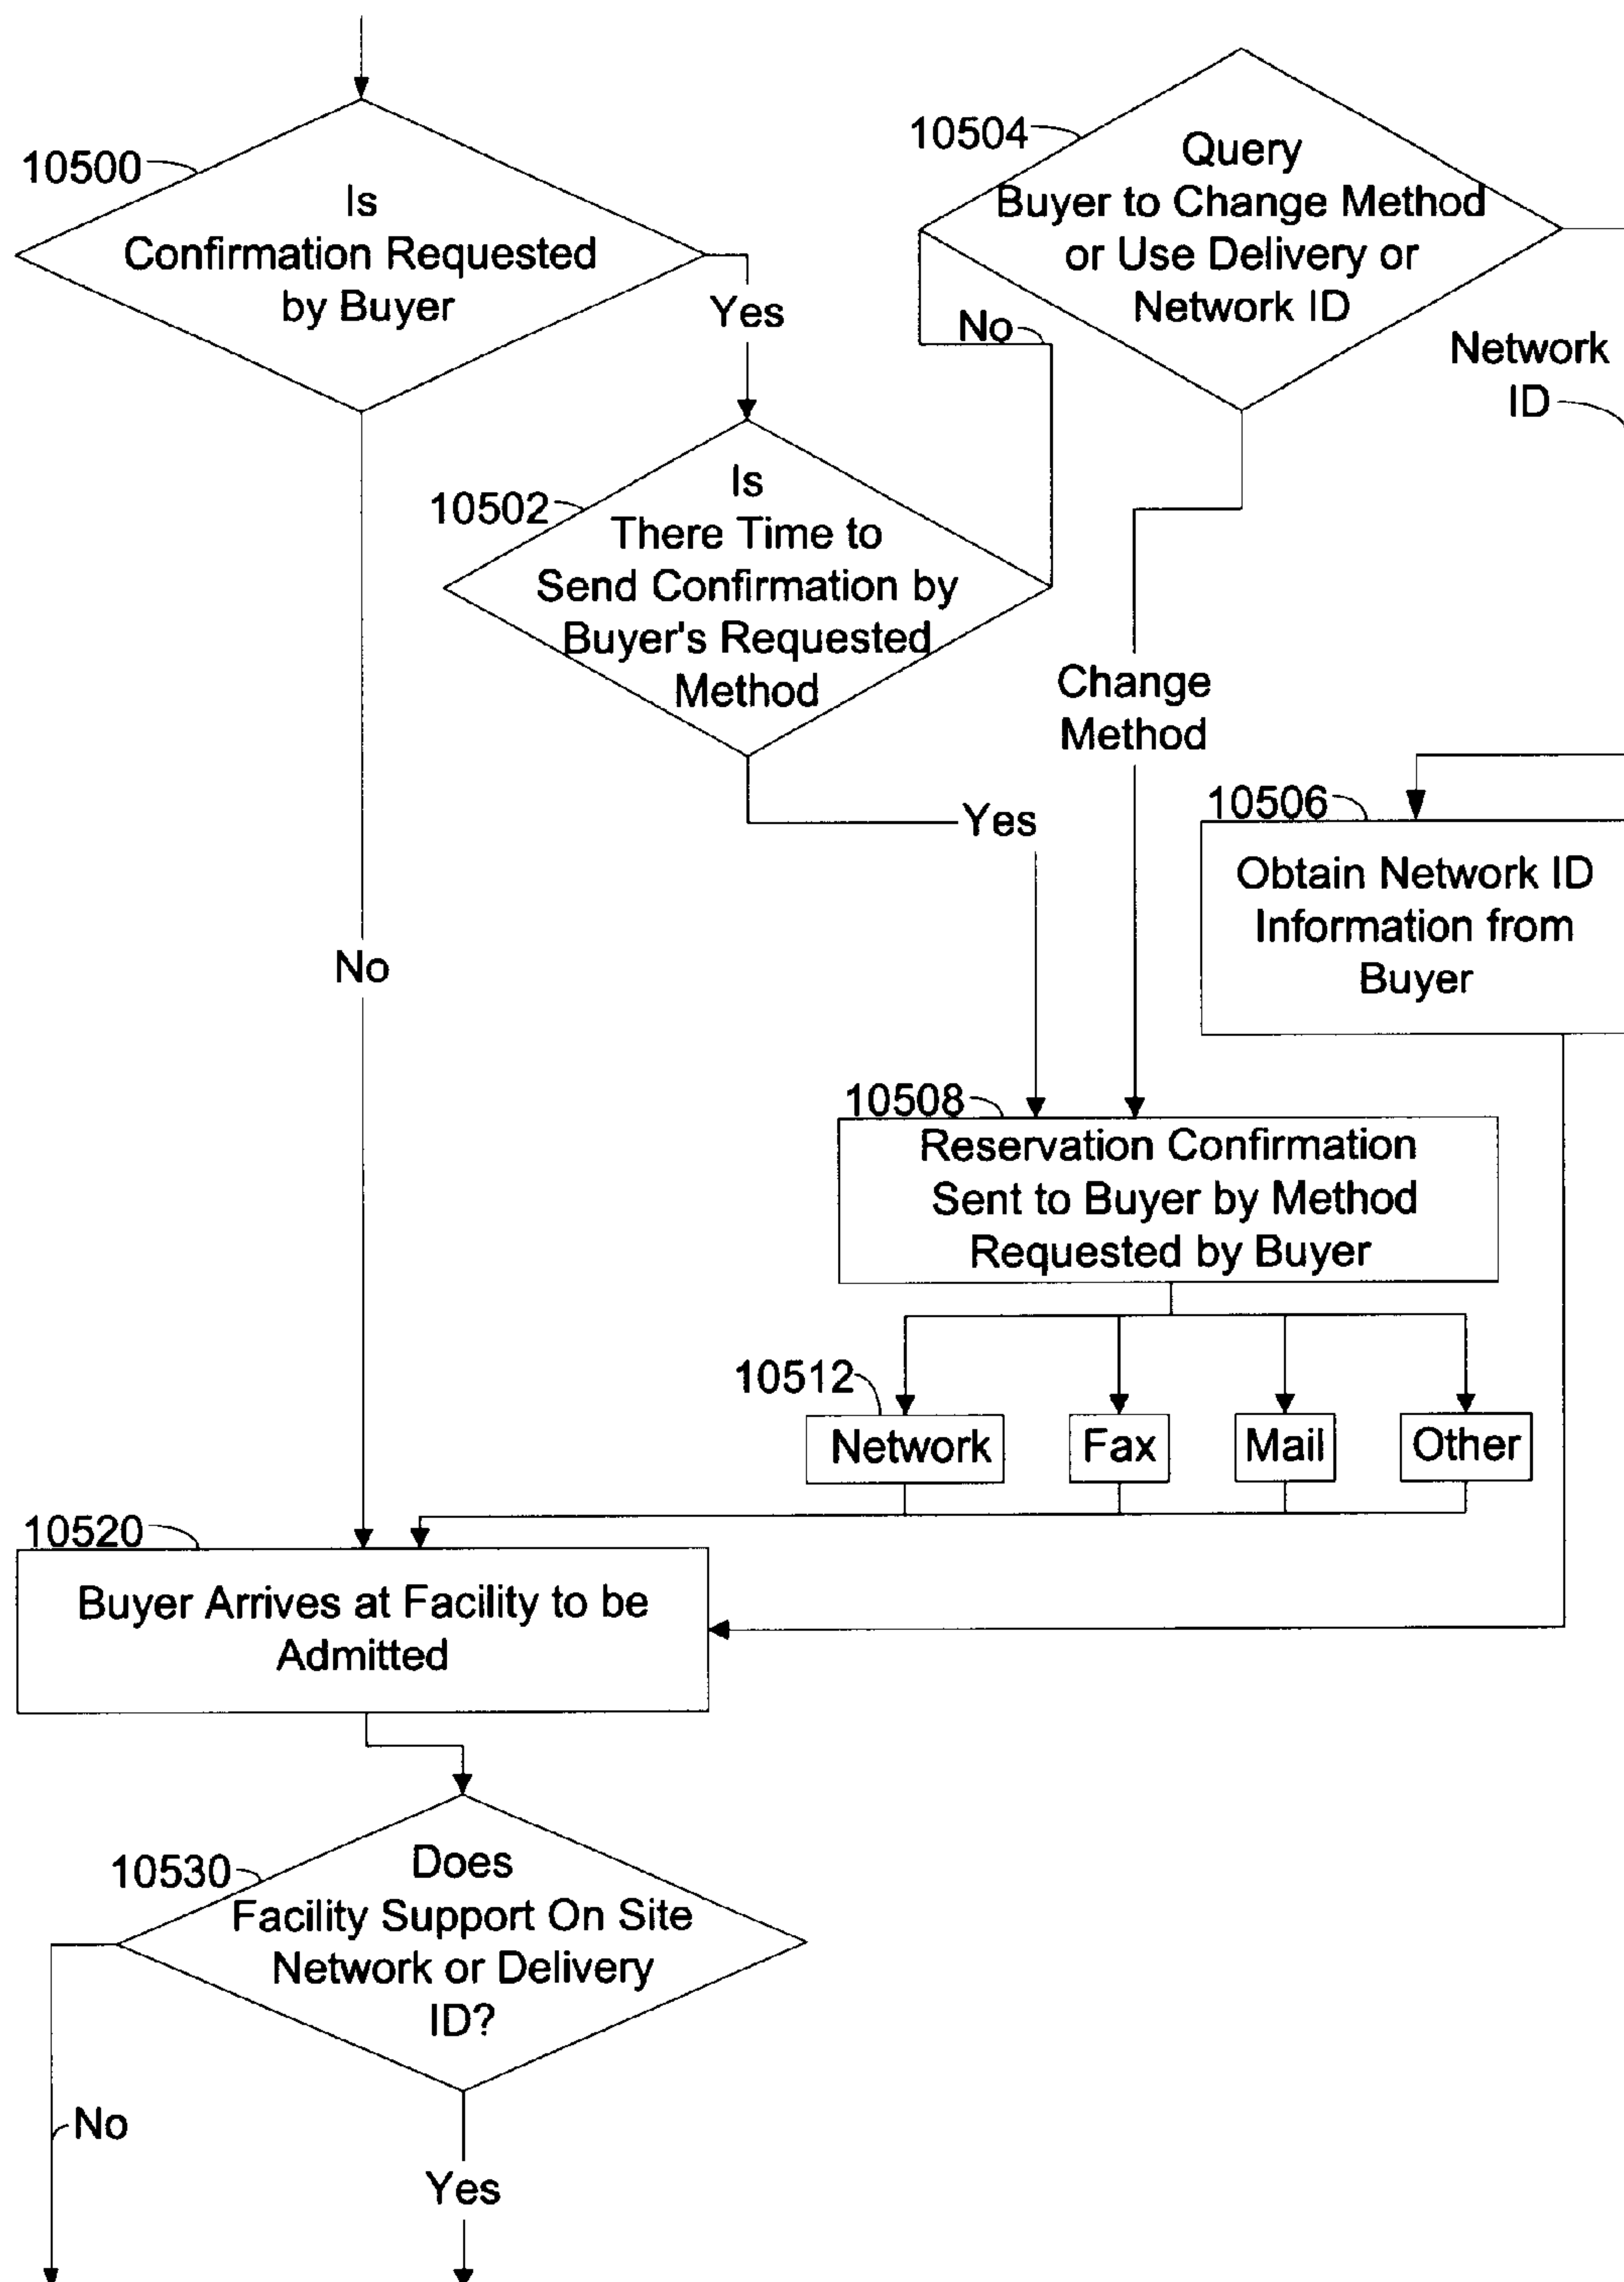 10500
Is
Confirmation Requested
by Buyer
Yes
10504
Query
Buyer to Change Method
or Use Delivery or
Network ID
No
Network
ID
10502
Is
There Time to
Send Confirmation by
Buyer's Requested
Method
Change
Method
Yes
10506
Obtain Network ID
Information from
Buyer
No
10508
Reservation Confirmation
Sent to Buyer by Method
Requested by Buyer
10512
Network
Fax
Mail
Other
10520
Buyer Arrives at Facility to be
Admitted
10530
Does
Facility Support On Site
Network or Delivery
ID?
No
Yes